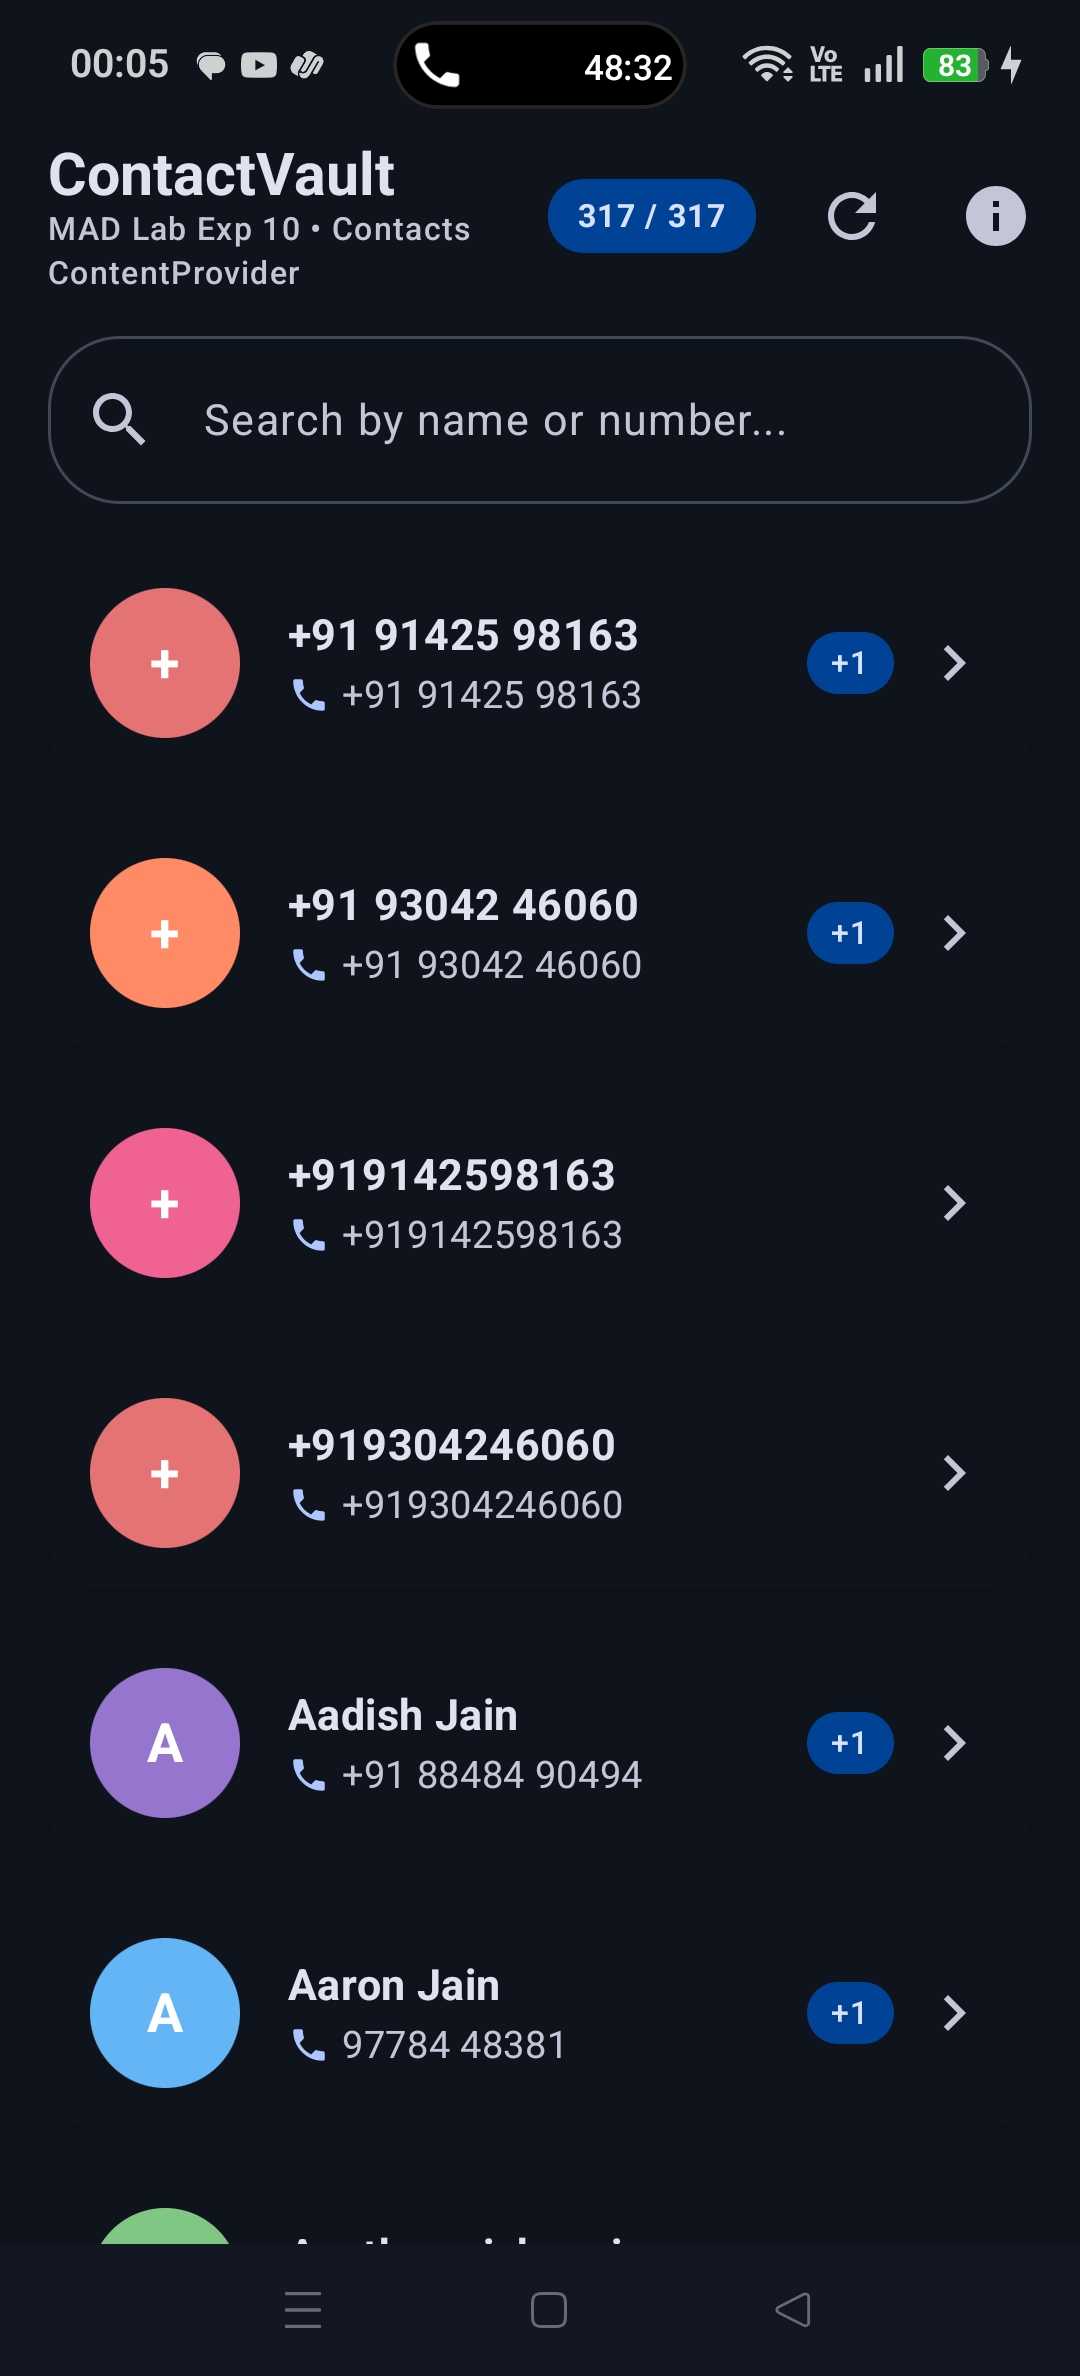 00:05
48:32
Vo
LTE
83
ContactVault
MAD Lab Exp 10 • Contacts
ContentProvider
317 / 317
Search by name or number...
+
+91 91425 98163
+91 91425 98163
+1
+
+91 93042 46060
+91 93042 46060
+1
+
+919142598163
+919142598163
+
+919304246060
+919304246060
A
Aadish Jain
+91 88484 90494
+1
A
Aaron Jain
97784 48381
+1